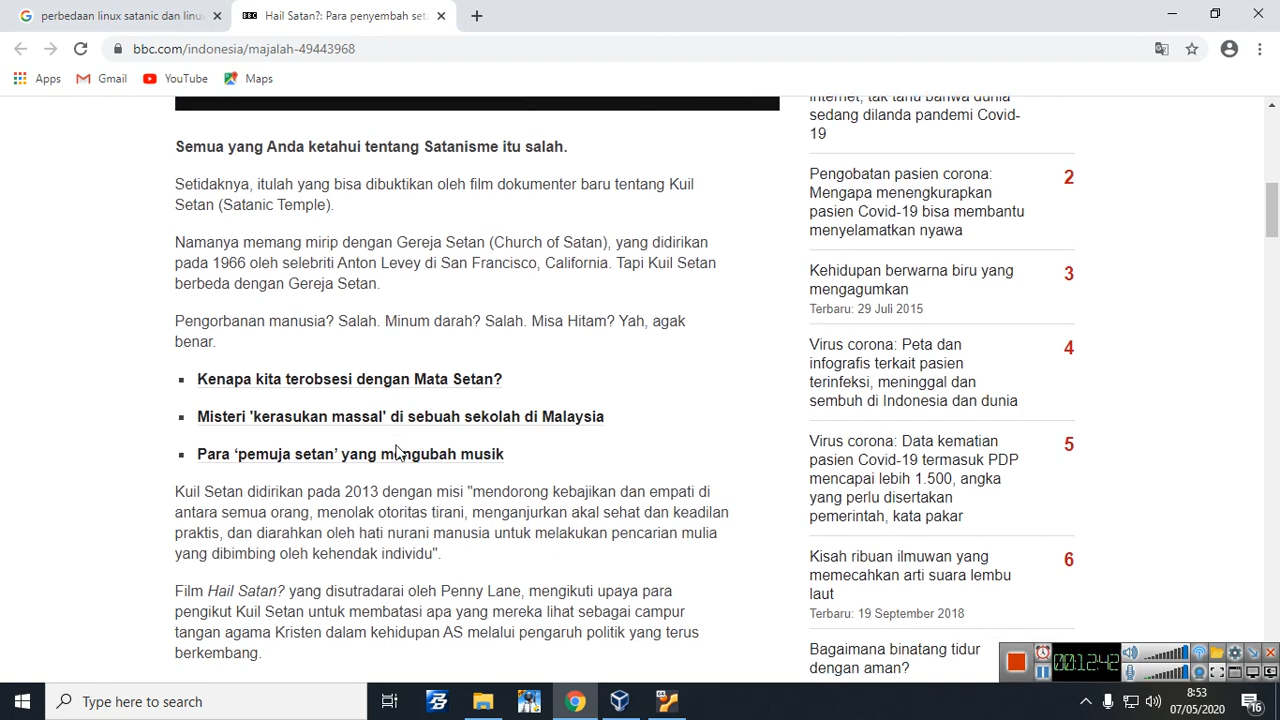 perbedaan linux satanic dan linu
Hail Satan?: Para penyembah seta
bbc.com/indonesia/majalah-49443968
Apps
Gmail
YouTube
Maps
Semua yang Anda ketahui tentang Satanisme itu salah.
Setidaknya, itulah yang bisa dibuktikan oleh film dokumenter baru tentang Kuil
Setan (Satanic Temple).
Namanya memang mirip dengan Gereja Setan (Church of Satan), yang didirikan
pada 1966 oleh selebriti Anton Levey di San Francisco, California. Tapi Kuil Setan
berbeda dengan Gereja Setan.
Pengorbanan manusia? Salah. Minum darah? Salah. Misa Hitam? Yah, agak
benar.
Kenapa kita terobsesi dengan Mata Setan?
Misteri 'kerasukan massal' di sebuah sekolah di Malaysia
Para ‘pemuja setan’ yang mengubah musik
Kuil Setan didirikan pada 2013 dengan misi "mendorong kebajikan dan empati di
antara semua orang, menolak otoritas tirani, menganjurkan akal sehat dan keadilan
praktis, dan diarahkan oleh hati nurani manusia untuk melakukan pencarian mulia
yang dibimbing oleh kehendak individu".
Film Hail Satan? yang disutradarai oleh Penny Lane, mengikuti upaya para
pengikut Kuil Setan untuk membatasi apa yang mereka lihat sebagai campur
tangan agama Kristen dalam kehidupan AS melalui pengaruh politik yang terus
berkembang.
internet, tak tahu bahwa dunia
sedang dilanda pandemi Covid-
19
Pengobatan pasien corona:
Mengapa menengkurapkan
pasien Covid-19 bisa membantu
menyelamatkan nyawa
2
Kehidupan berwarna biru yang
mengagumkan
Terbaru: 29 Juli 2015
3
Virus corona: Peta dan
infografis terkait pasien
terinfeksi, meninggal dan
sembuh di Indonesia dan dunia
4
Virus corona: Data kematian
pasien Covid-19 termasuk PDP
mencapai lebih 1.500, angka
yang perlu disertakan
pemerintah, kata pakar
5
Kisah ribuan ilmuwan yang
memecahkan arti suara lembu
laut
Terbaru: 19 September 2018
6
Bagaimana binatang tidur
dengan aman?
00:12:42
Type here to search
8:53
07/05/2020
16